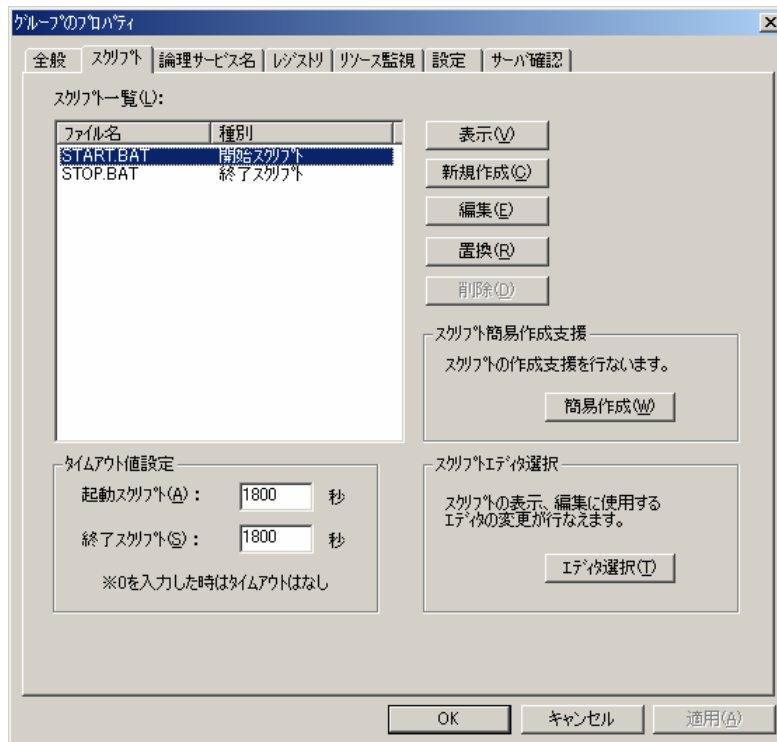 ｸﾞﾙｰﾌﾟのﾌﾟﾛﾊﾟﾃｨ
全般 ｽｸﾘﾌﾟﾄ 論理ｻｰﾋﾞｽ名 ﾚｼﾞｽﾄﾘ ﾘｿｰｽ監視 設定 ｻｰﾊﾞ確認
ｽｸﾘﾌﾟﾄ一覧(L):
ファイル名 種別
START.BAT 開始ｽｸﾘﾌﾟﾄ
STOP.BAT 終了ｽｸﾘﾌﾟﾄ
表示(V)
新規作成(C)
編集(E)
置換(R)
削除(D)
ｽｸﾘﾌﾟﾄ簡易作成支援
ｽｸﾘﾌﾟﾄの作成支援を行ないます。
簡易作成(W)
ﾀｲﾑｱｳﾄ値設定
起動ｽｸﾘﾌﾟﾄ(A)： 1800 秒
終了ｽｸﾘﾌﾟﾄ(S)： 1800 秒
※0を入力した時はﾀｲﾑｱｳﾄはなし
ｽｸﾘﾌﾟﾄｴﾃﾞｨﾀ選択
ｽｸﾘﾌﾟﾄの表示、編集に使用する
ｴﾃﾞｨﾀの変更が行なえます。
ｴﾃﾞｨﾀ選択(T)
OK キャンセル 適用(A)